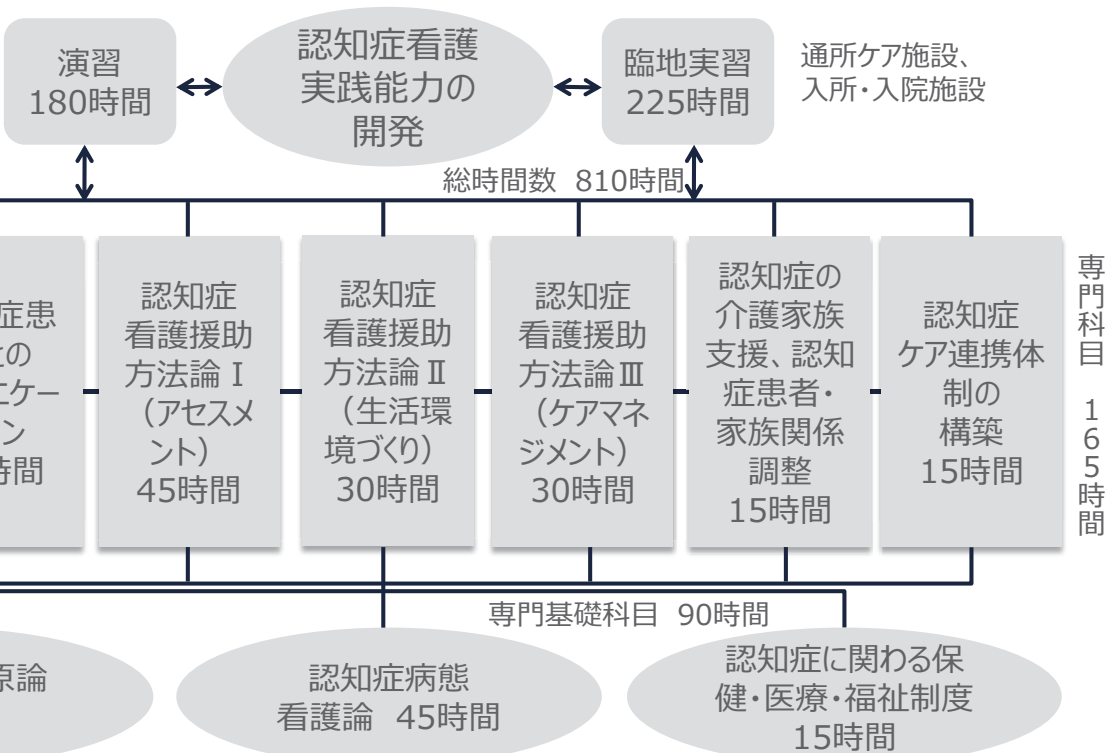 演習
180時間
認知症看護
実践能力の
開発
臨地実習
225時間
通所ケア施設、
入所・入院施設
総時間数 810時間
症患
との
ニケー
ン
時間
認知症
看護援助
方法論Ⅰ
（アセスメ
ント）
45時間
認知症
看護援助
方法論Ⅱ
（生活環
境づくり）
30時間
認知症
看護援助
方法論Ⅲ
（ケアマネ
ジメント）
30時間
認知症の
介護家族
支援、認知
症患者・
家族関係
調整
15時間
認知症
ケア連携体
制の
構築
15時間
専門科目 165時間
専門基礎科目 90時間
原論
認知症病態
看護論 45時間
認知症に関わる保
健・医療・福祉制度
15時間